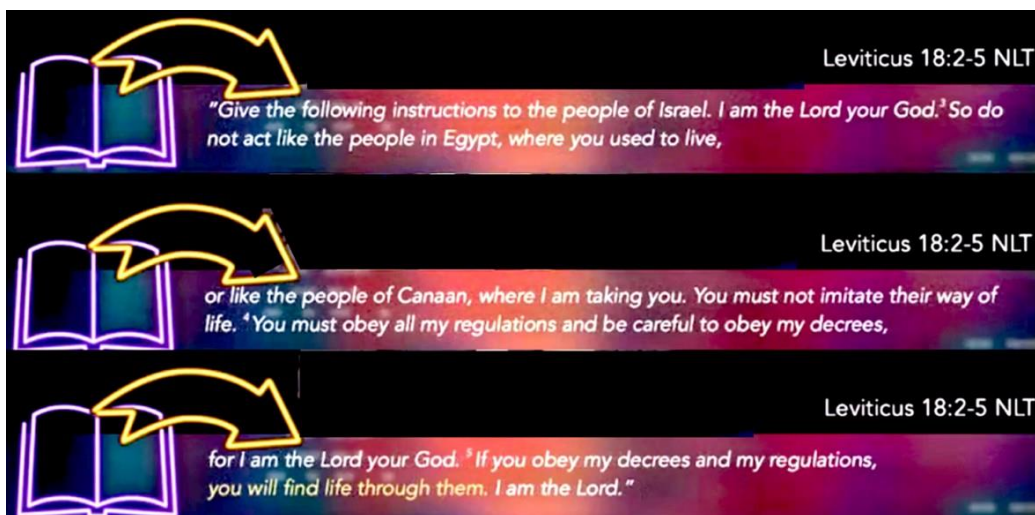 Leviticus 18:2-5 NLT
"Give the following instructions to the people of Israel. I am the Lord your God.³ So do
not act like the people in Egypt, where you used to live,
Leviticus 18:2-5 NLT
or like the people of Canaan, where I am taking you. You must not imitate their way of
life. ⁴ You must obey all my regulations and be careful to obey my decrees,
Leviticus 18:2-5 NLT
for I am the Lord your God. ⁵ If you obey my decrees and my regulations,
you will find life through them. I am the Lord."